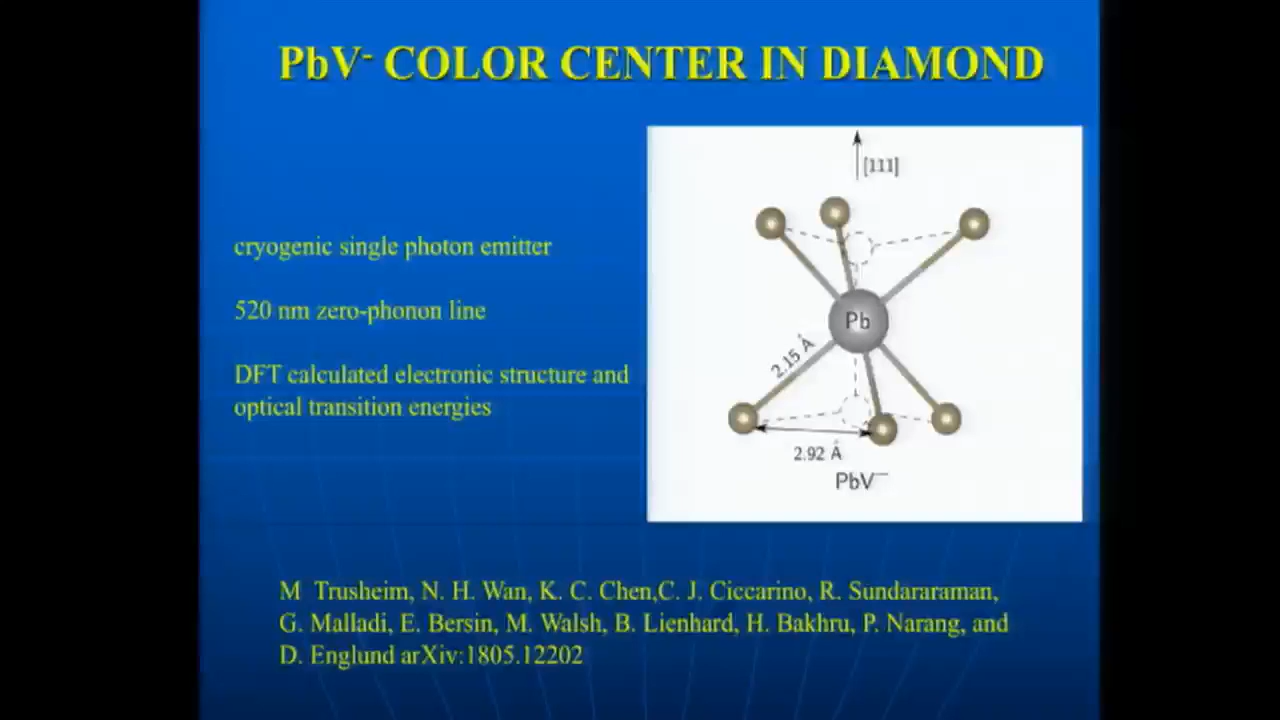 PbV- COLOR CENTER IN DIAMOND
cryogenic single photon emitter
520 nm zero-phonon line
DFT calculated electronic structure and
optical transition energies
[111]
Pb
2.15 Å
2.92 Å
PbV—
M Trusheim, N. H. Wan, K. C. Chen,C. J. Ciccarino, R. Sundararaman,
G. Malladi, E. Bersin, M. Walsh, B. Lienhard, H. Bakhru, P. Narang, and
D. Englund arXiv:1805.12202